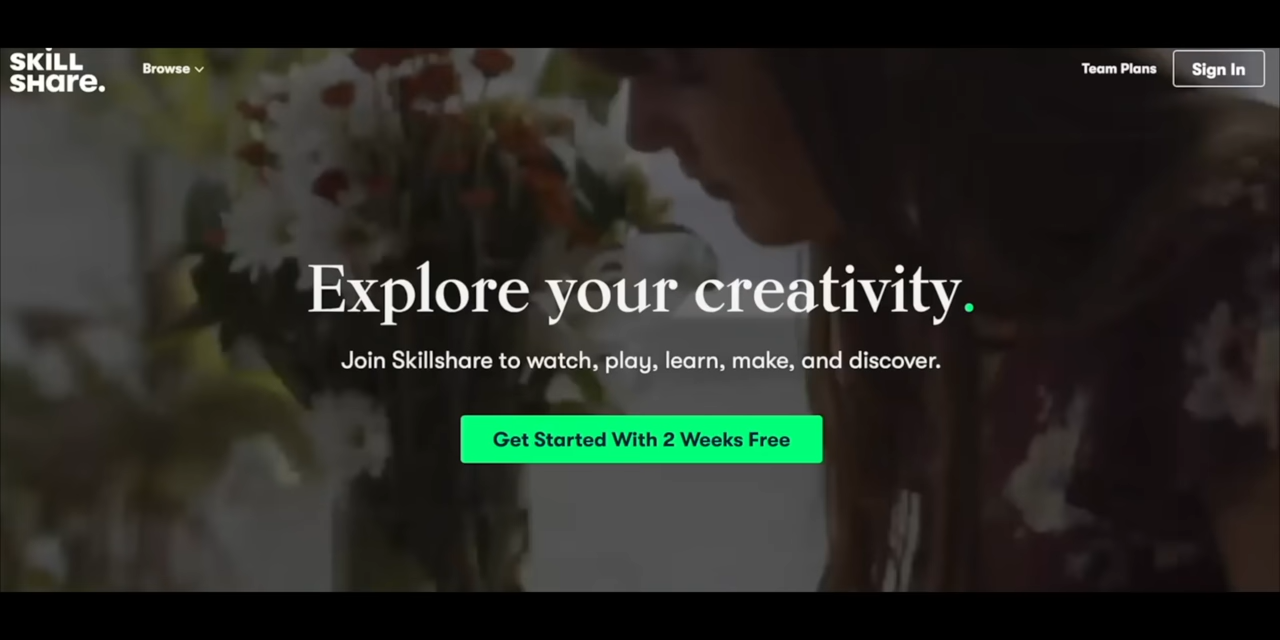 SKILL
SHare.
Browse
Team Plans
Sign In
Explore your creativity.
Join Skillshare to watch, play, learn, make, and discover.
Get Started With 2 Weeks Free